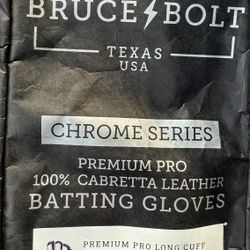 BRUCE BOLT
TEXAS
USA
CHROME SERIES
PREMIUM PRO
100% CABRETTA LEATHER
BATTING GLOVES
PREMIUM PRO LONG CUFF